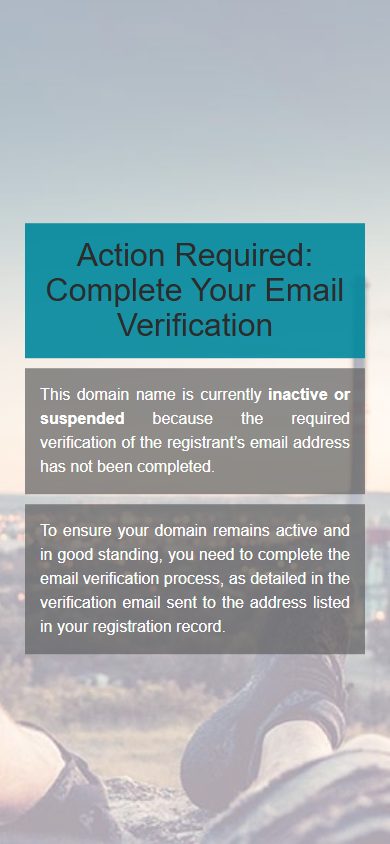 Action Required:
Complete Your Email
Verification
This domain name is currently inactive or
suspended because the required
verification of the registrant's email address
has not been completed.
To ensure your domain remains active and
in good standing, you need to complete the
email verification process, as detailed in the
verification email sent to the address listed
in your registration record.